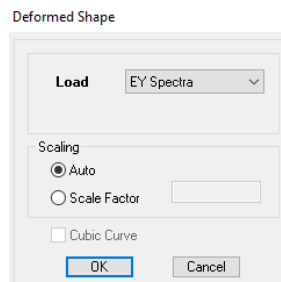 Deformed Shape
Load EY Spectra
Scaling
Auto
Scale Factor
Cubic Curve
OK Cancel